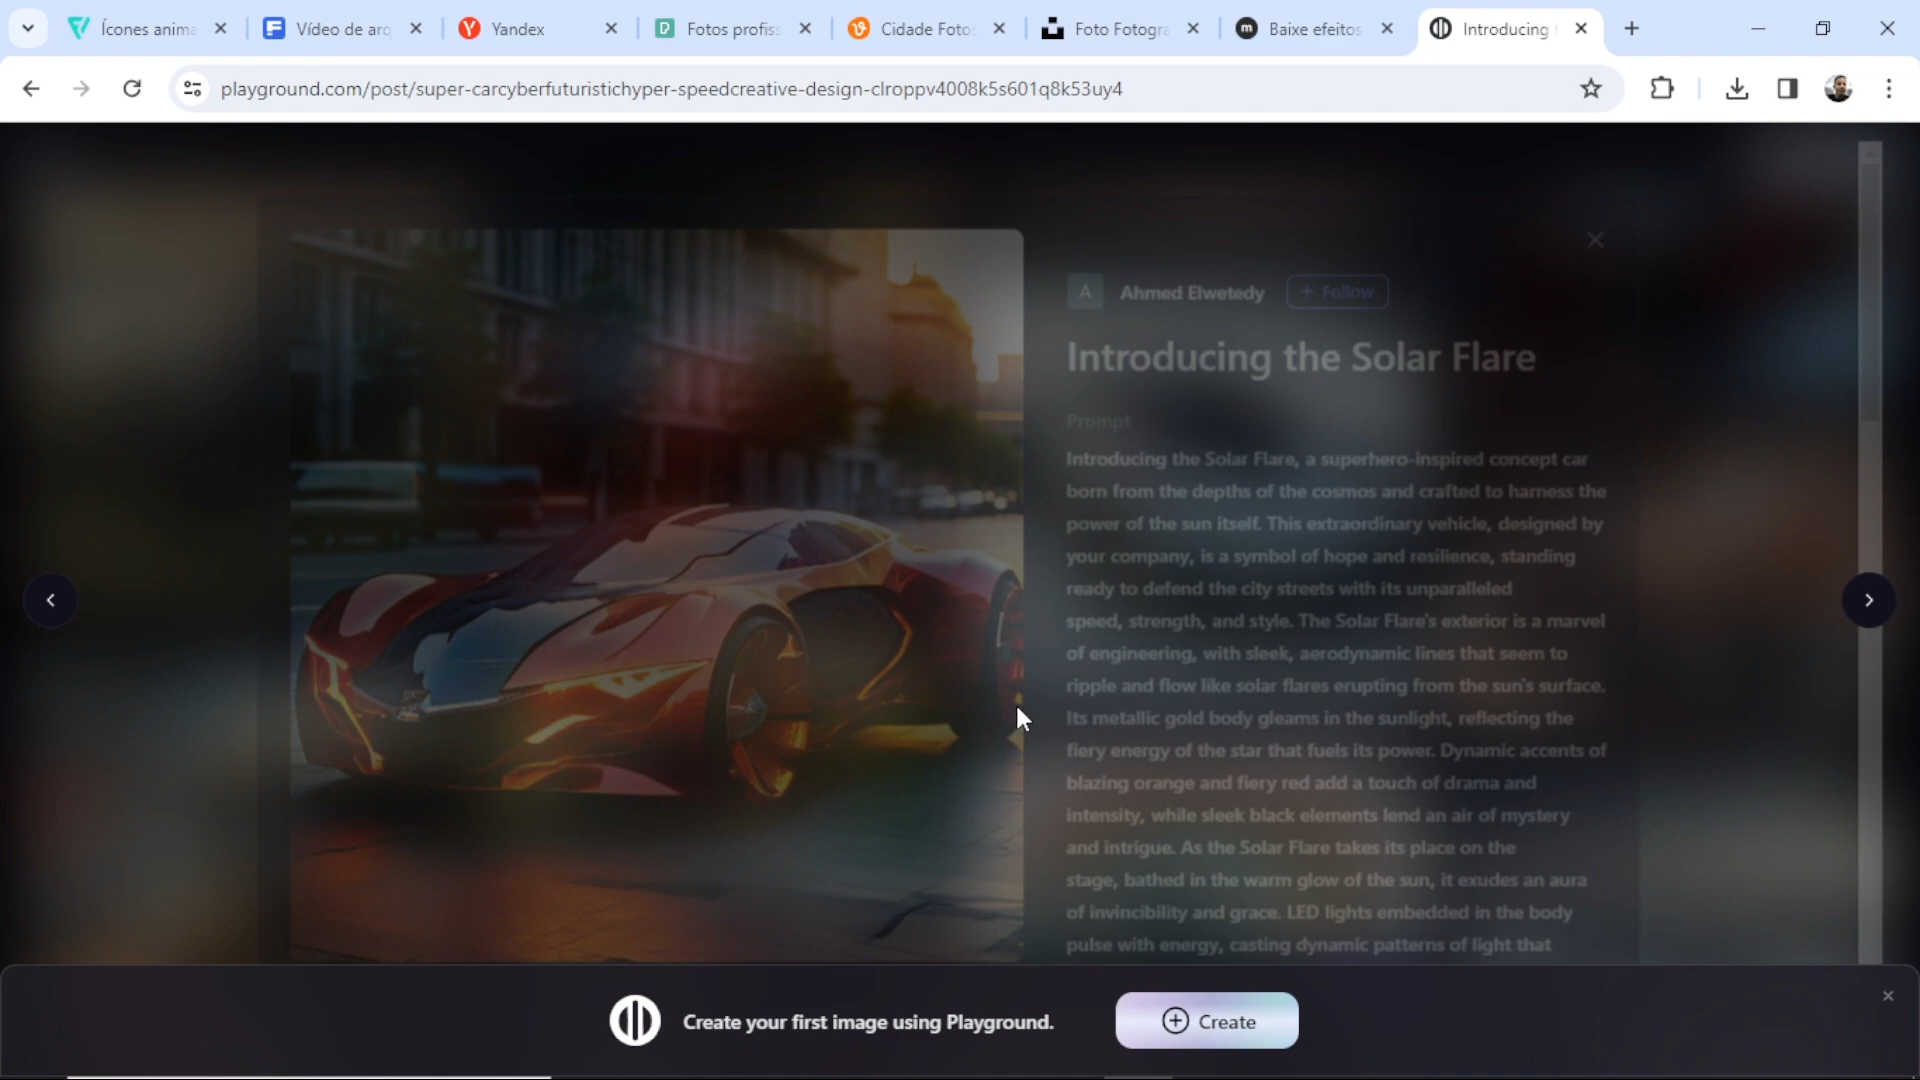 Ícones anima
Vídeo de arq
Yandex
Fotos profiss
Cidade Foto
Foto Fotogra
Baixe efeitos
Introducing t
playground.com/post/super-carcyberfuturistichyper-speedcreative-design-clroppv4008k5s601q8k53uy4
A Ahmed Elwetedy + Follow
Introducing the Solar Flare
Prompt
Introducing the Solar Flare, a superhero-inspired concept car
born from the depths of the cosmos and crafted to harness the
power of the sun itself. This extraordinary vehicle, designed by
your company, is a symbol of hope and resilience, standing
ready to defend the city streets with its unparalleled
speed, strength, and style. The Solar Flare's exterior is a marvel
of engineering, with sleek, aerodynamic lines that seem to
ripple and flow like solar flares erupting from the sun's surface.
Its metallic gold body gleams in the sunlight, reflecting the
fiery energy of the star that fuels its power. Dynamic accents of
blazing orange and fiery red add a touch of drama and
intensity, while sleek black elements lend an air of mystery
and intrigue. As the Solar Flare takes its place on the
stage, bathed in the warm glow of the sun, it exudes an aura
of invincibility and grace. LED lights embedded in the body
pulse with energy, casting dynamic patterns of light that
Create your first image using Playground.
Create